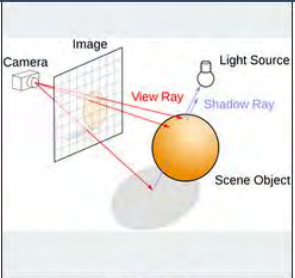 Image
Camera
Light Source
View Ray
Shadow Ray
Scene Object